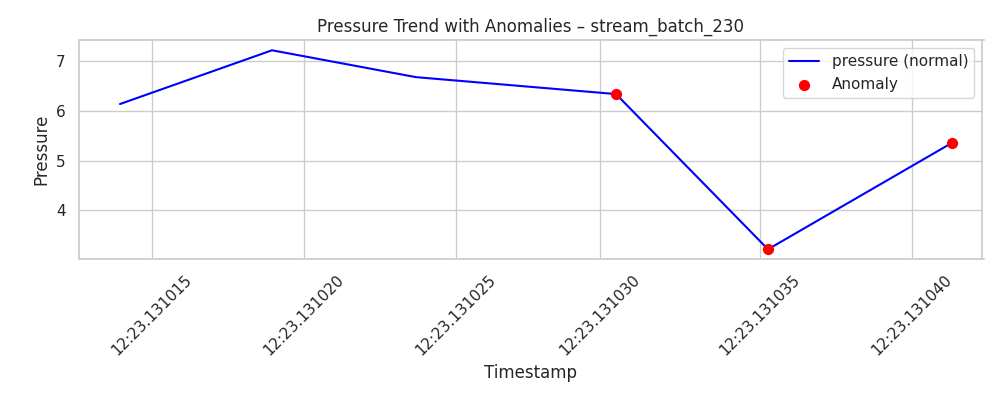 Pressure Trend with Anomalies – stream_batch_230
pressure (normal)
Anomaly
Pressure
7
6
5
4
12:23.131015
12:23.131020
12:23.131025
12:23.131030
12:23.131035
12:23.131040
Timestamp